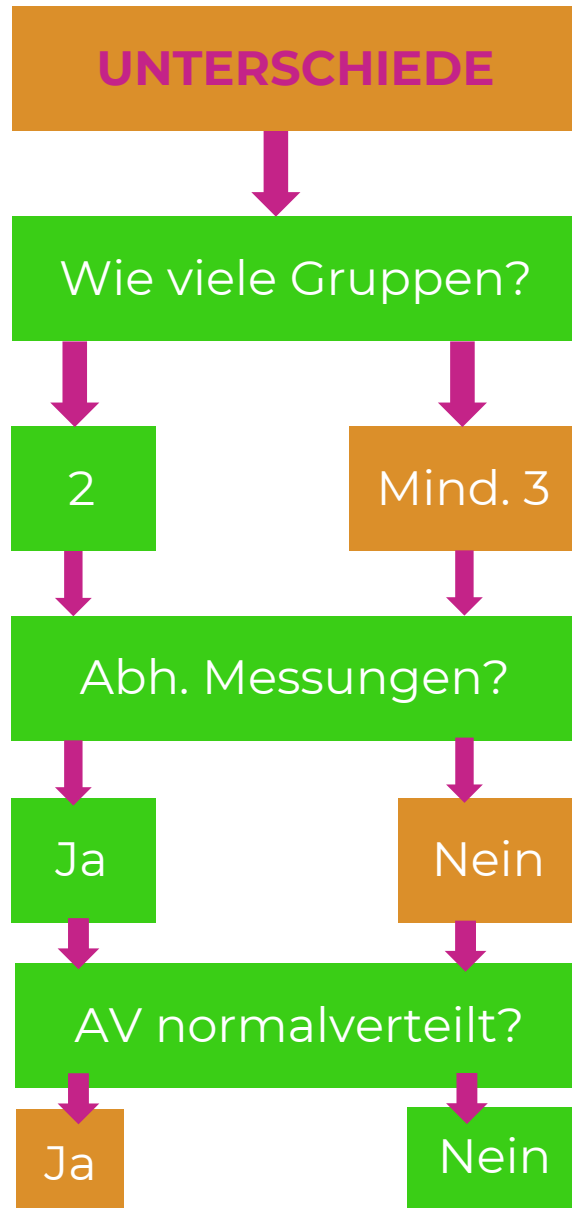 UNTERSCHIEDE
Wie viele Gruppen?
2
Mind. 3
Abh. Messungen?
Ja
Nein
AV normalverteilt?
Ja
Nein